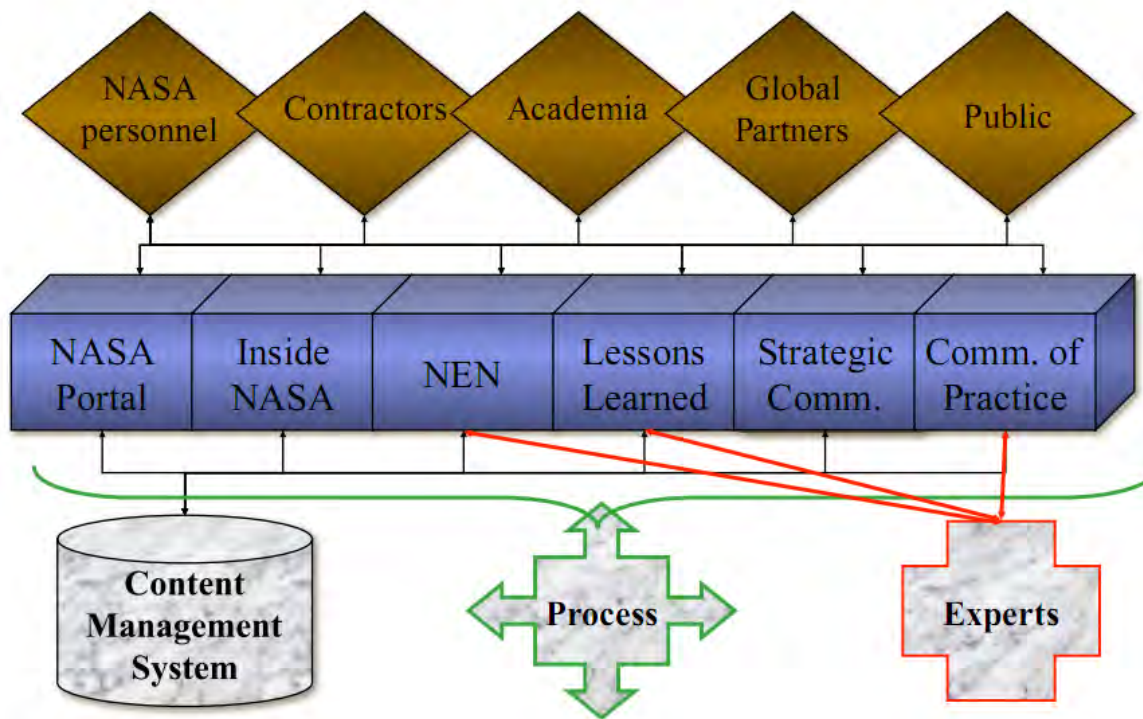 NASA
personnel
Contractors
Academia
Global
Partners
Public
NASA
Portal
Inside
NASA
NEN
Lessons
Learned
Strategic
Comm.
Comm. of
Practice
Content
Management
System
Process
Experts